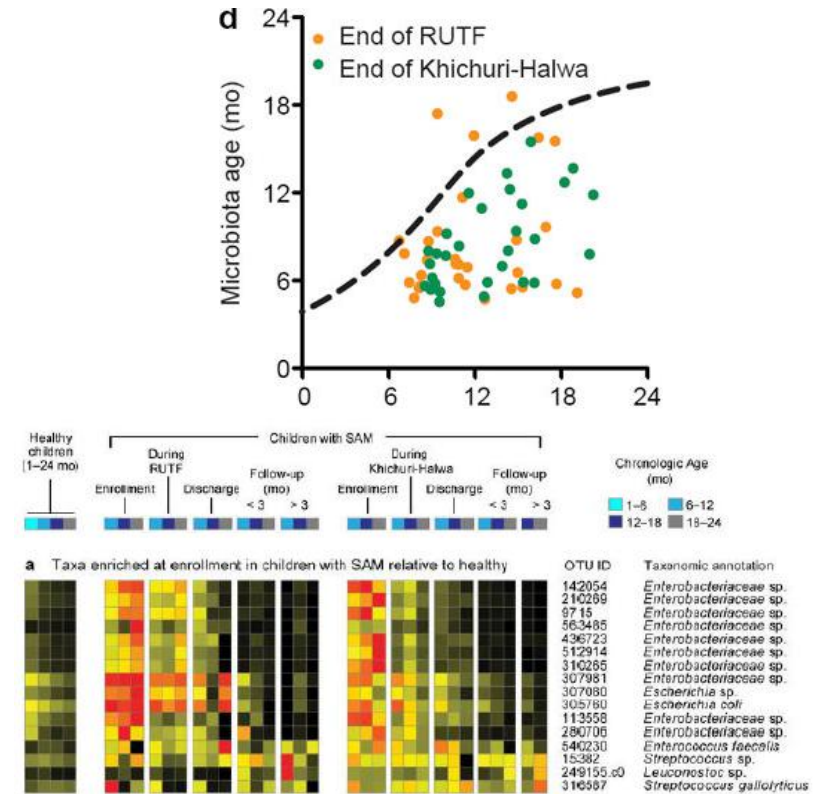 d
24
18
12
6
0
Microbiota age (mo)
End of RUTF
End of Khichuri-Halwa
0 6 12 18 24
Healthy
children
(1–24 mo)
Children with SAM
During
RUTF
Enrollment
Discharge
Follow-up
(mo)
< 3 > 3
During
Khichuri-Halwa
Enrollment
Discharge
Follow-up
(mo)
< 3 > 3
Chronologic Age
(mo)
1–6 6–12
12–18 18–24
a Taxa enriched at enrollment in children with SAM relative to healthy
OTU ID Taxonomic annotation
142054 Enterobacteriaceae sp.
210269 Enterobacteriaceae sp.
9715 Enterobacteriaceae sp.
563485 Enterobacteriaceae sp.
436723 Enterobacteriaceae sp.
512914 Enterobacteriaceae sp.
310265 Enterobacteriaceae sp.
307981 Enterobacteriaceae sp.
307080 Escherichia sp.
305760 Escherichia coli
113558 Enterobacteriaceae sp.
280706 Enterobacteriaceae sp.
540230 Enterococcus faecalis
15382 Streptococcus sp.
249155.c0 Leuconostoc sp.
316587 Streptococcus gallolyticus